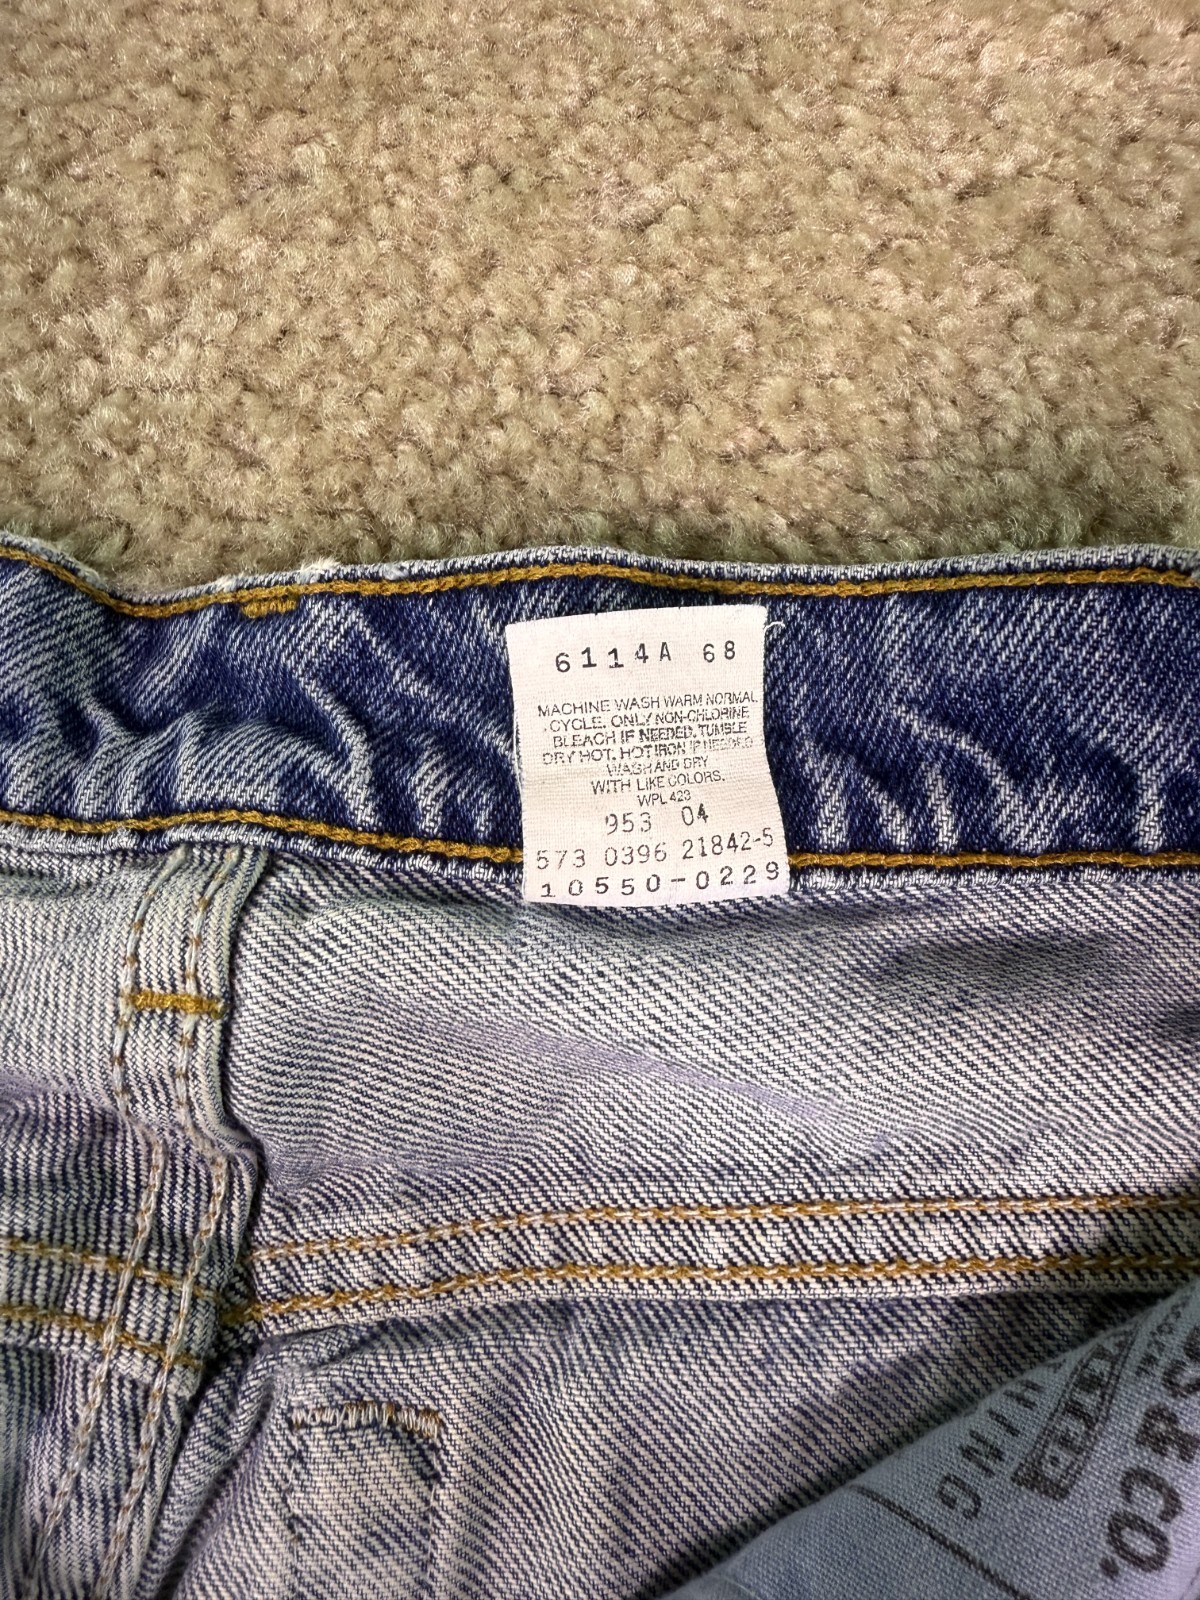 6114A 68
MACHINE WASH WARM NORMAL
CYCLE. ONLY NON-CHLORINE
BLEACH IF NEEDED. TUMBLE
DRY HOT. HOT IRON IF NEEDED
WASH AND DRY
WITH LIKE COLORS.
WPL 423
953 04
573 0396 21842-5
10550-0229
& CO.